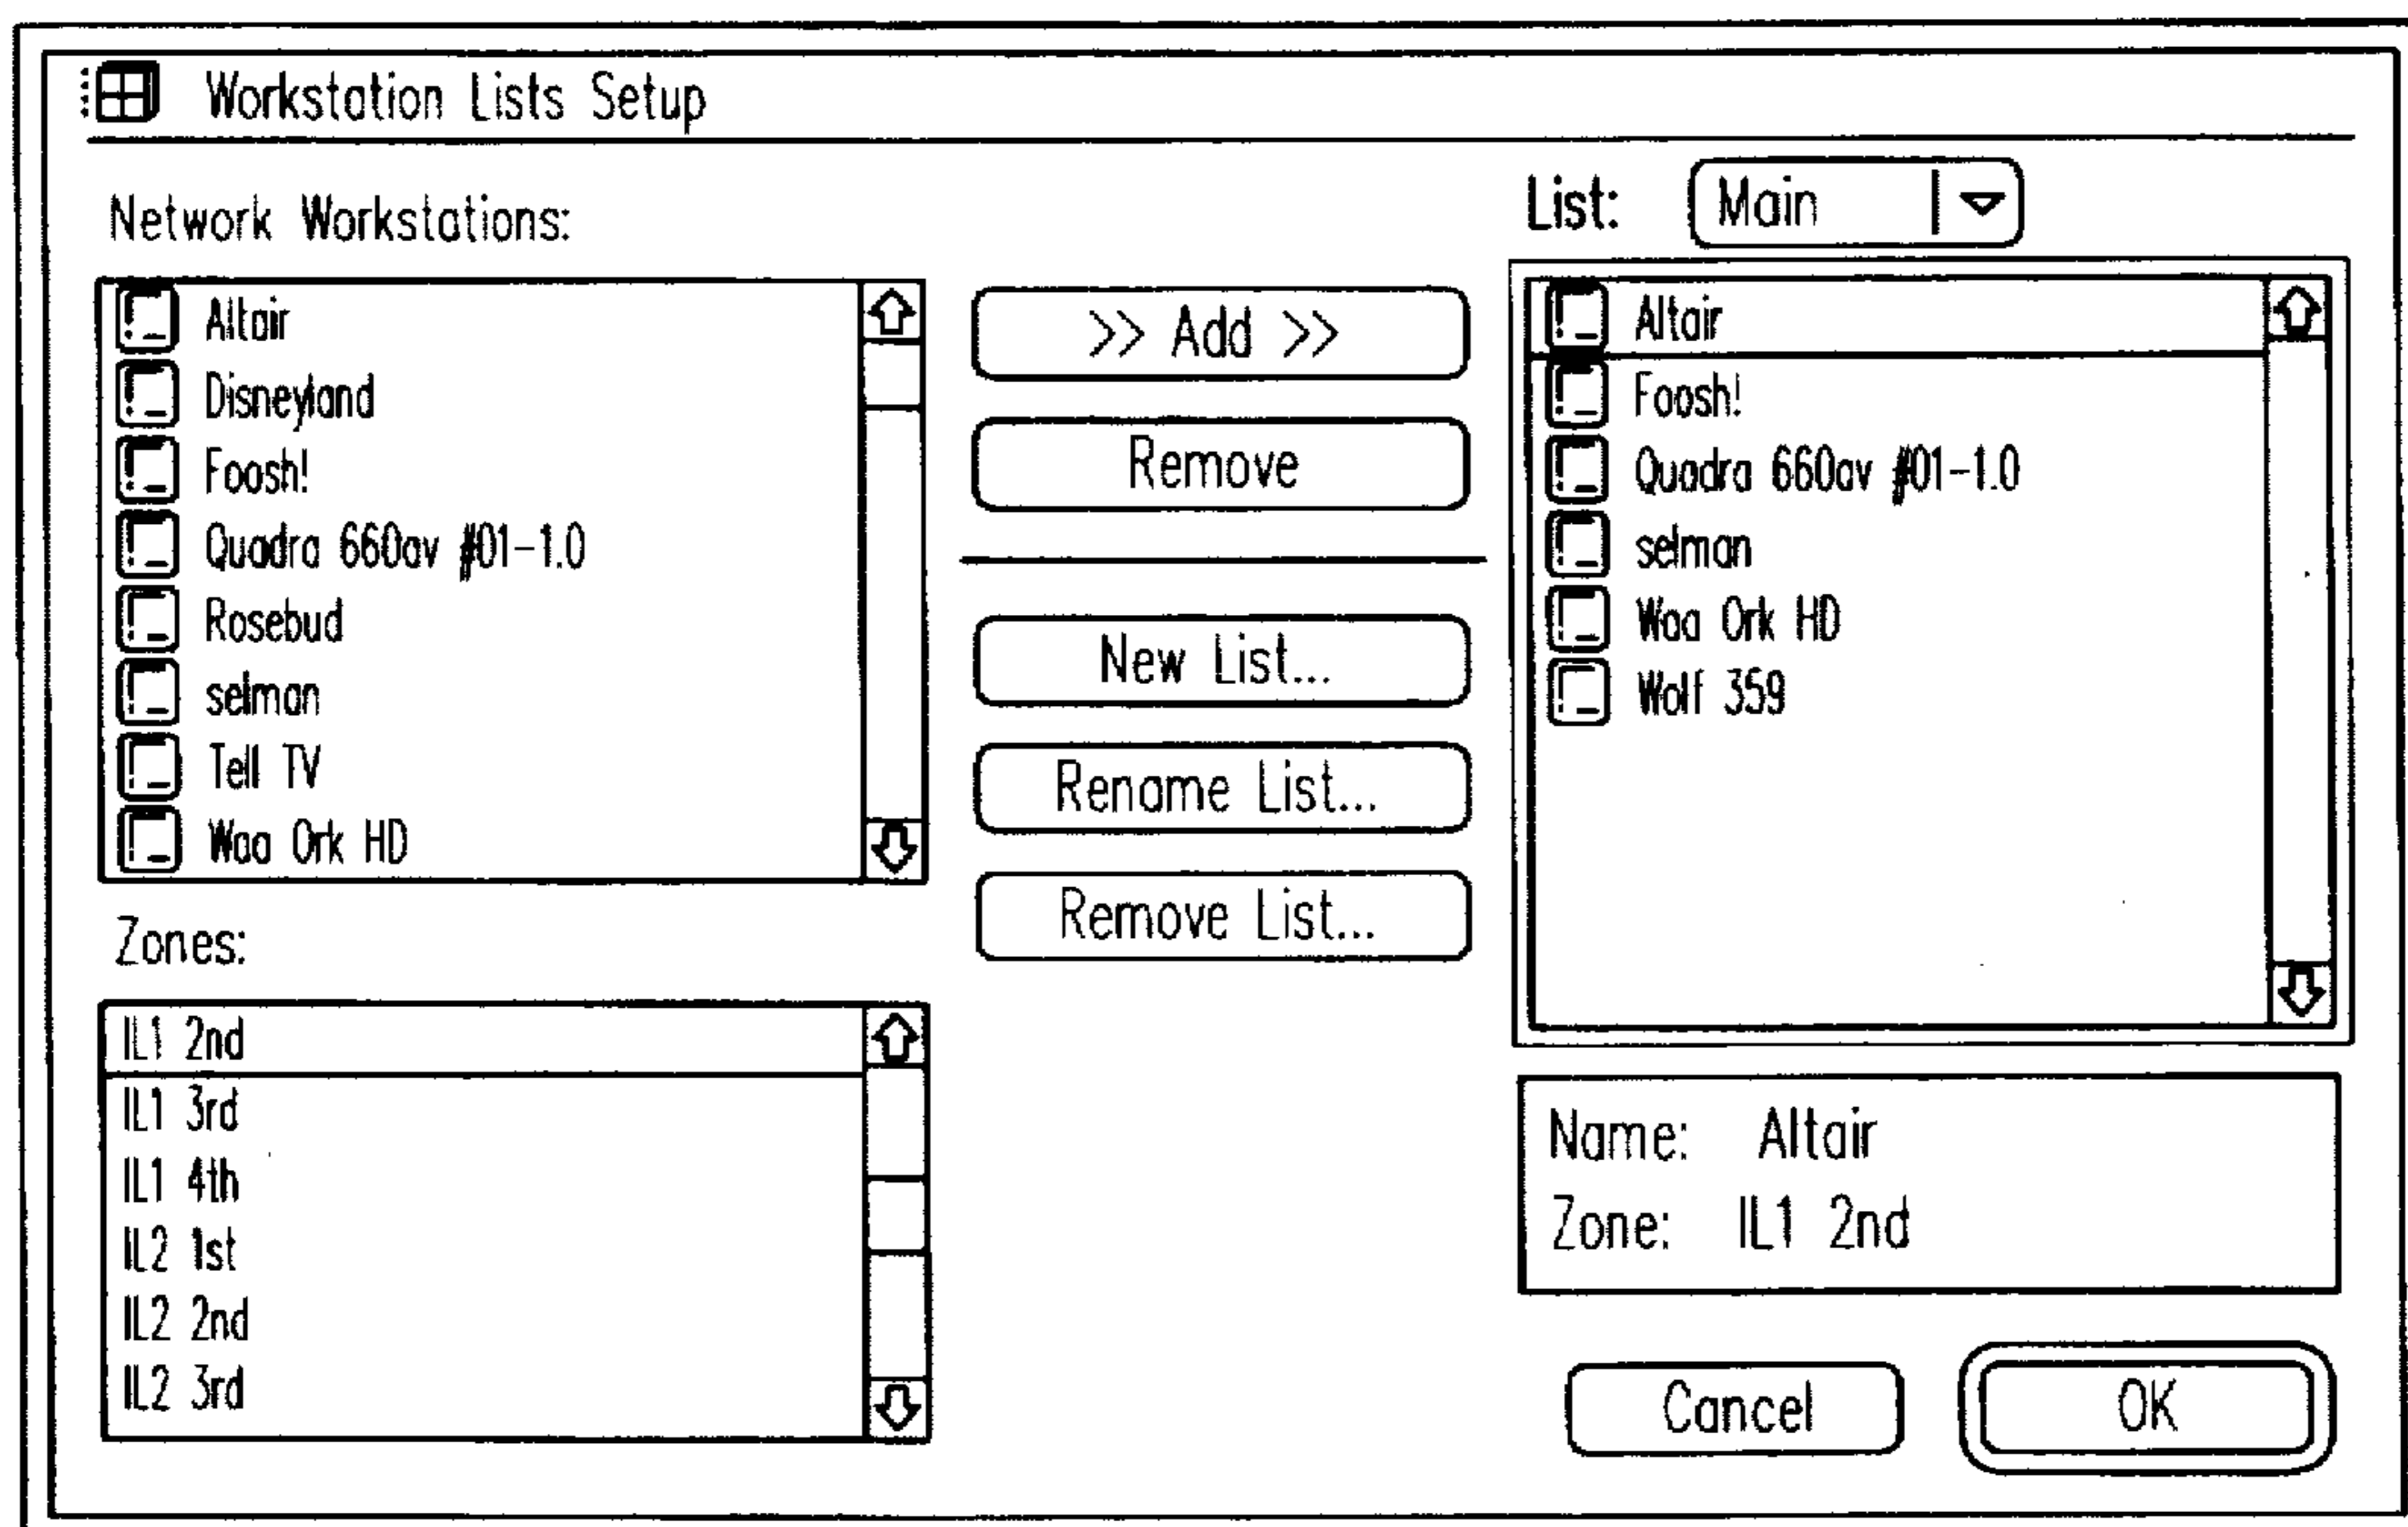 Workstation Lists Setup
Network Workstations:
Altair
Disneyland
Foosh!
Quadra 660av #01-1.0
Rosebud
selman
Tell TV
Waa Ork HD
Zones:
IL1 2nd
IL1 3rd
IL1 4th
IL2 1st
IL2 2nd
IL2 3rd
>> Add >>
Remove
New List...
Rename List...
Remove List...
List: Main
Altair
Foosh!
Quadra 660av #01-1.0
selman
Waa Ork HD
Wolf 359
Name: Altair
Zone: IL1 2nd
Cancel
OK